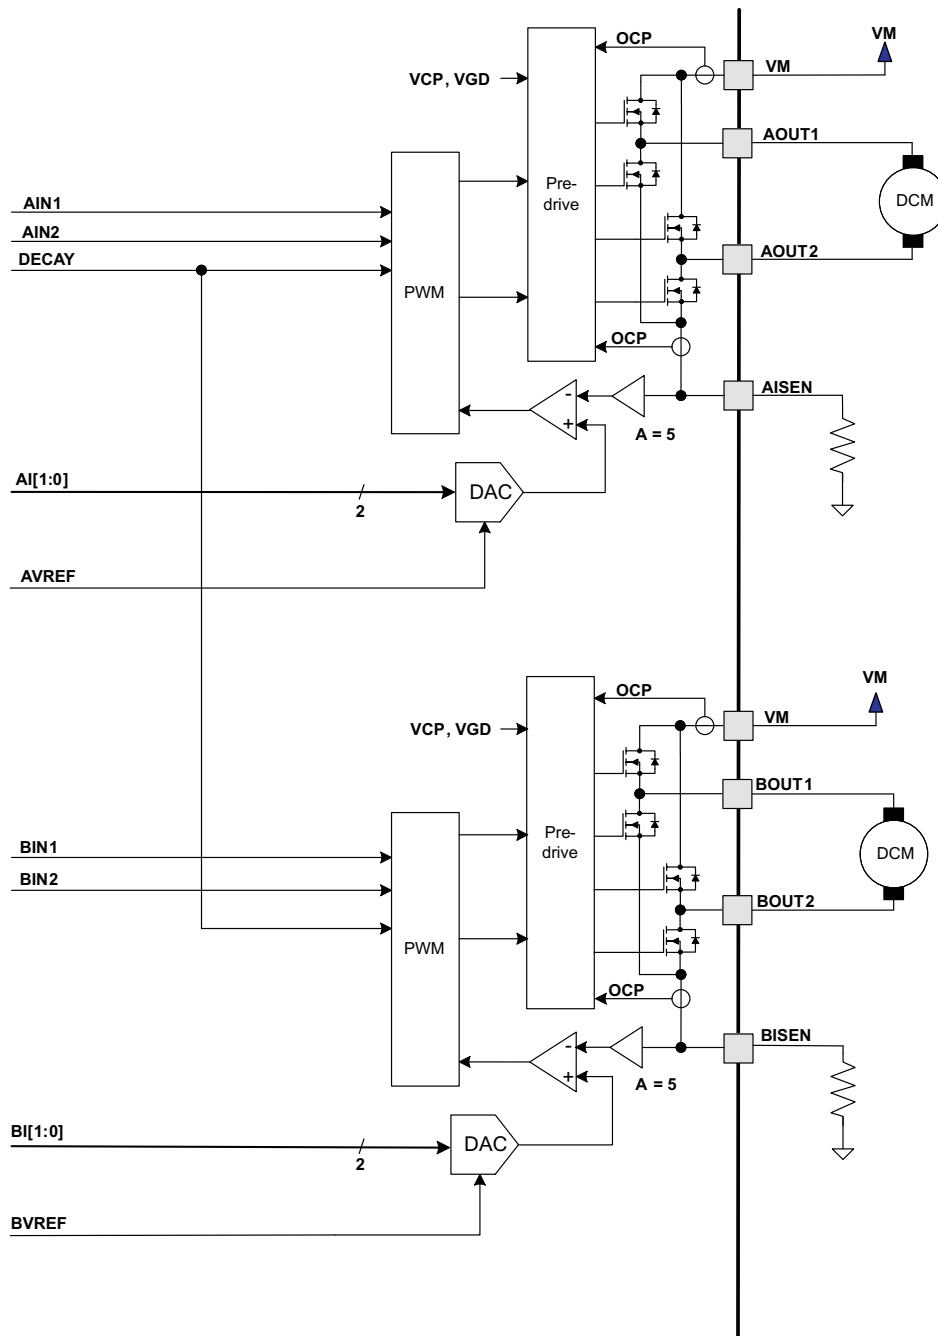 OCP
VM
VM
VCP, VGD
AOUT1
Pre-
drive
DCM
AIN1
AIN2
DECAY
AOUT2
PWM
OCP
AISEN
-
+
A = 5
AI[1:0]
2
DAC
AVREF
VM
OCP
VM
VCP, VGD
BOUT1
Pre-
drive
DCM
BIN1
BIN2
BOUT2
PWM
OCP
BISEN
-
+
A = 5
BI[1:0]
2
DAC
BVREF